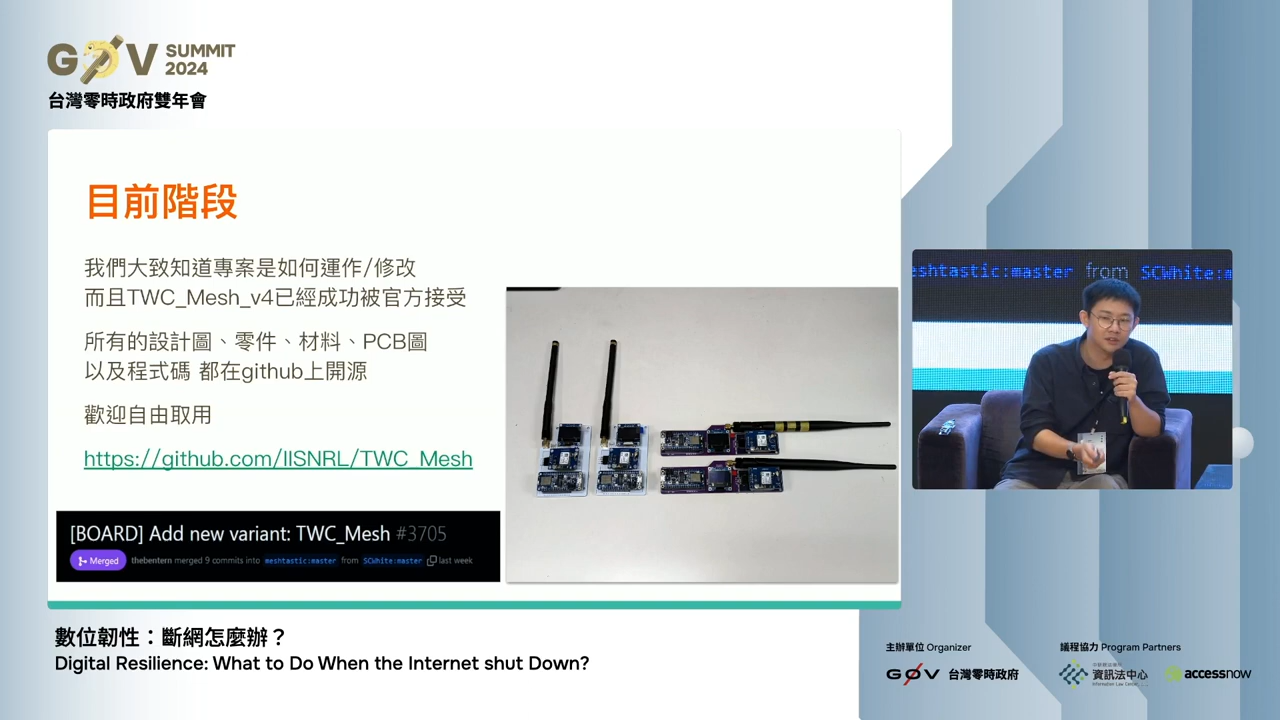 GØV SUMMIT 2024
台灣零時政府雙年會
目前階段
我們大致知道專案是如何運作/修改
而且TWC_Mesh_v4已經成功被官方接受
所有的設計圖、零件、材料、PCB圖
以及程式碼 都在github上開源
歡迎自由取用
https://github.com/IISNRL/TWC_Mesh
[BOARD] Add new variant: TWC_Mesh #3705
Merged thebentern merged 9 commits into meshtastic:master from SCWhite:master last week
eshtastic:master from SCWhite:m
數位韌性：斷網怎麼辦？
Digital Resilience: What to Do When the Internet shut Down?
主辦單位 Organizer
GØV 台灣零時政府
議程協力 Program Partners
資訊法中心
Information Law Center
accessnow